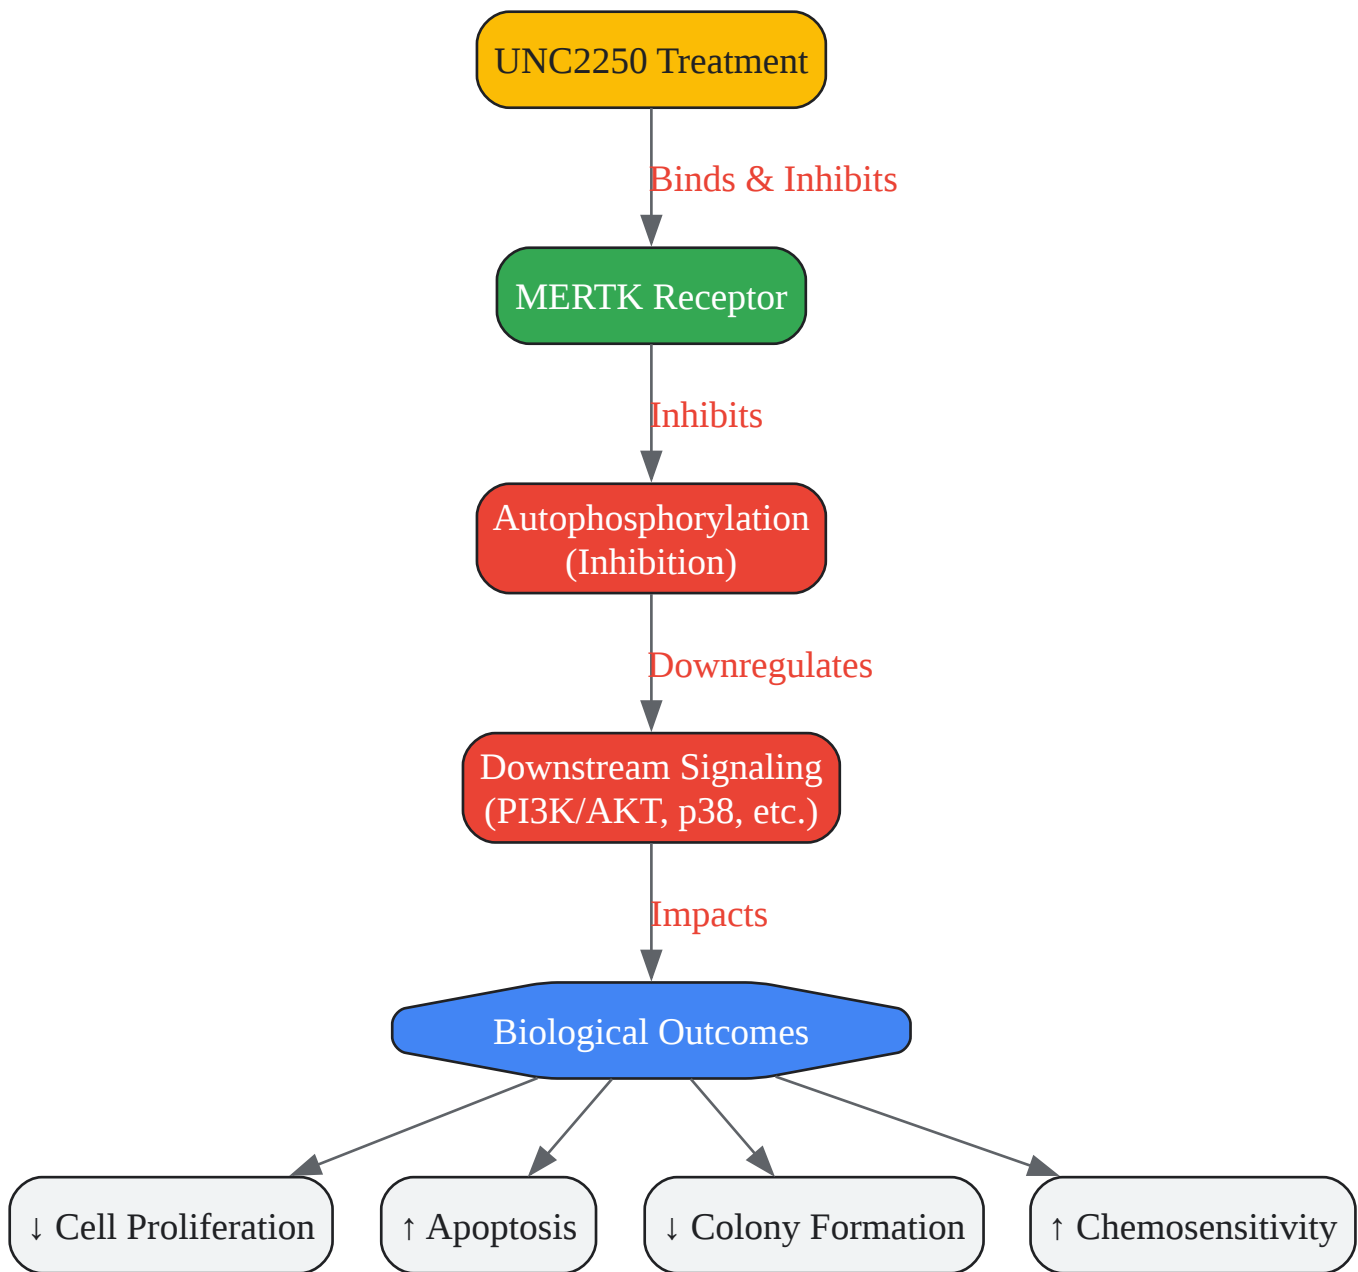 UNC2250 Treatment
Binds & Inhibits
MERTK Receptor
Inhibits
Autophosphorylation
(Inhibition)
Downregulates
Downstream Signaling
(PI3K/AKT, p38, etc.)
Impacts
Biological Outcomes
↓ Cell Proliferation
↑ Apoptosis
↓ Colony Formation
↑ Chemosensitivity